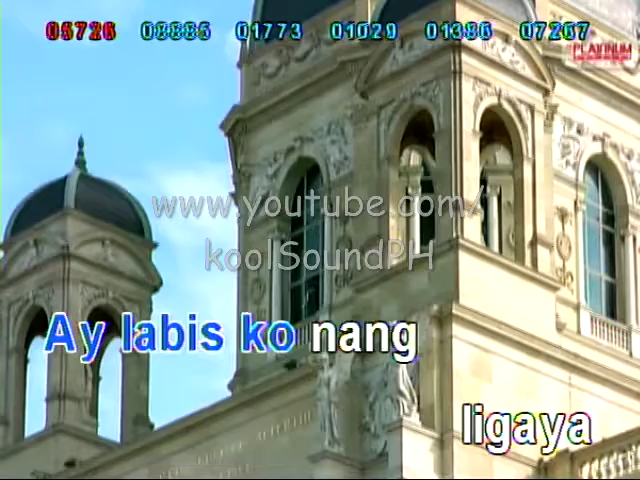 05726 08885 01773 01029 01386 07267
PLATINUM
www.youtube.com/
koolSoundPH
Ay labis ko nang
ligaya